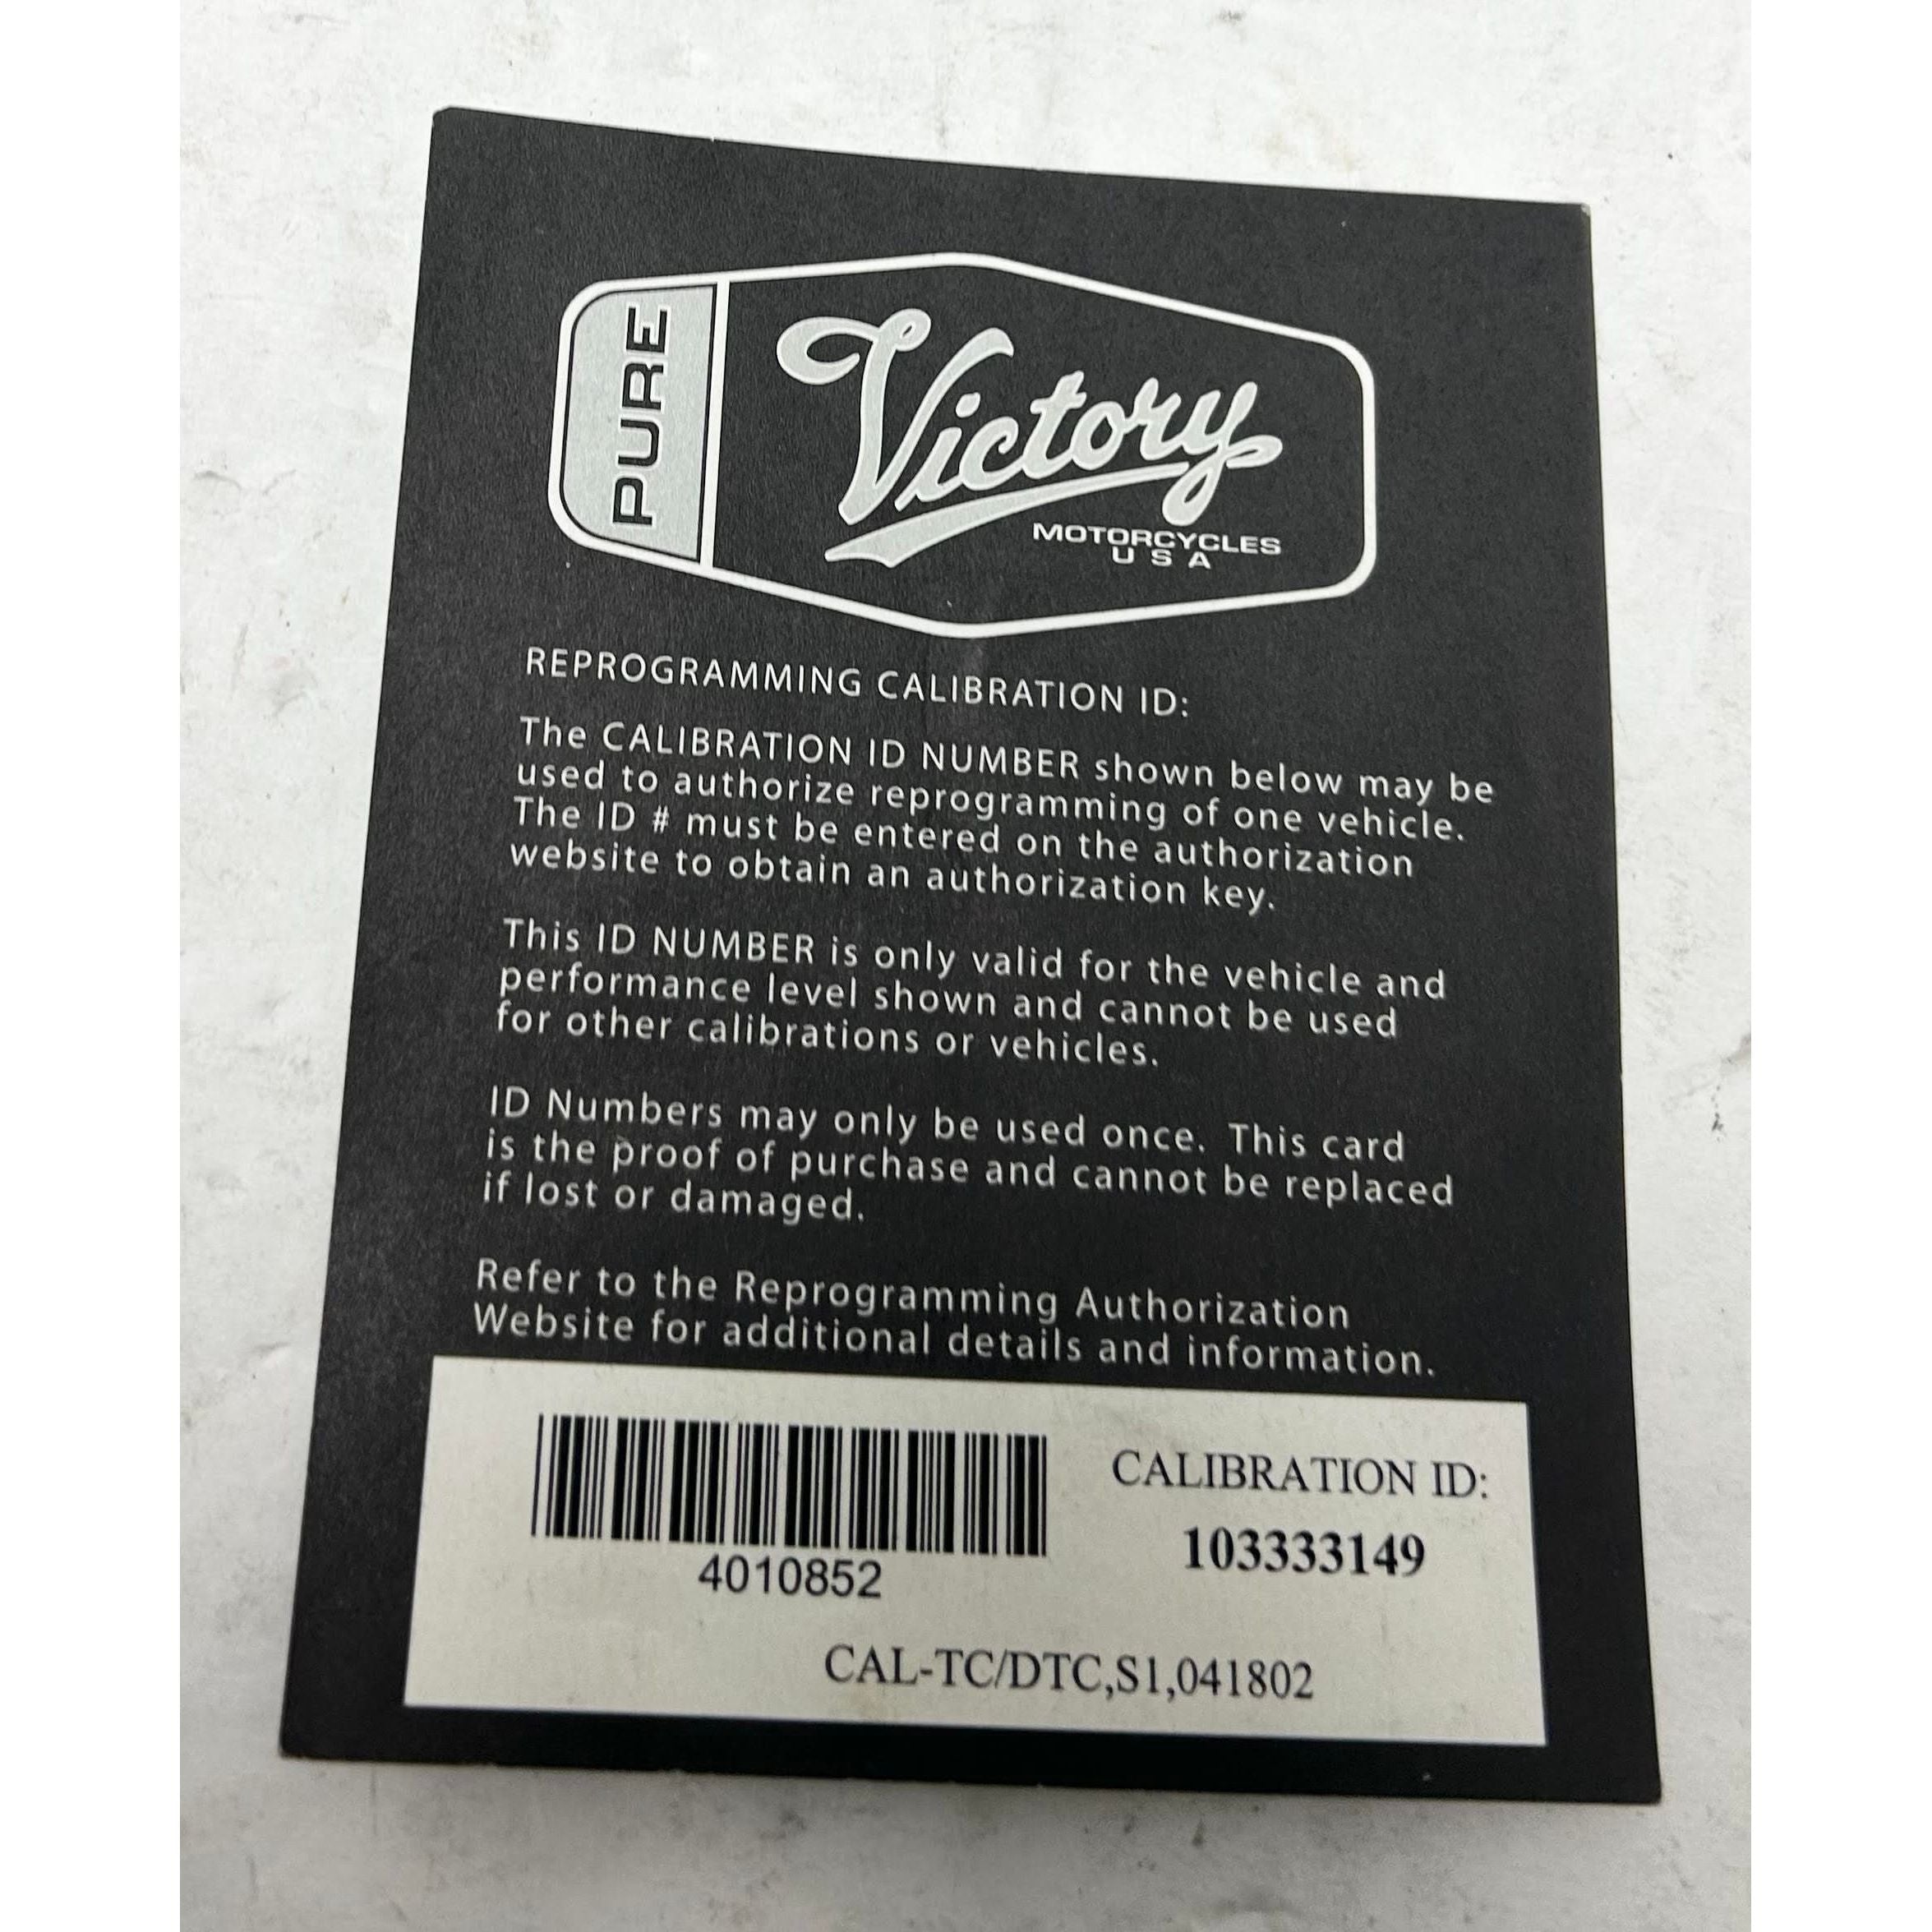 PURE
Victory
MOTORCYCLES
USA
REPROGRAMMING CALIBRATION ID:
The CALIBRATION ID NUMBER shown below may be
used to authorize reprogramming of one vehicle.
The ID # must be entered on the authorization
website to obtain an authorization key.
This ID NUMBER is only valid for the vehicle and
performance level shown and cannot be used
for other calibrations or vehicles.
ID Numbers may only be used once. This card
is the proof of purchase and cannot be replaced
if lost or damaged.
Refer to the Reprogramming Authorization
Website for additional details and information.
CALIBRATION ID:
103333149
4010852
CAL-TC/DTC,S1,041802